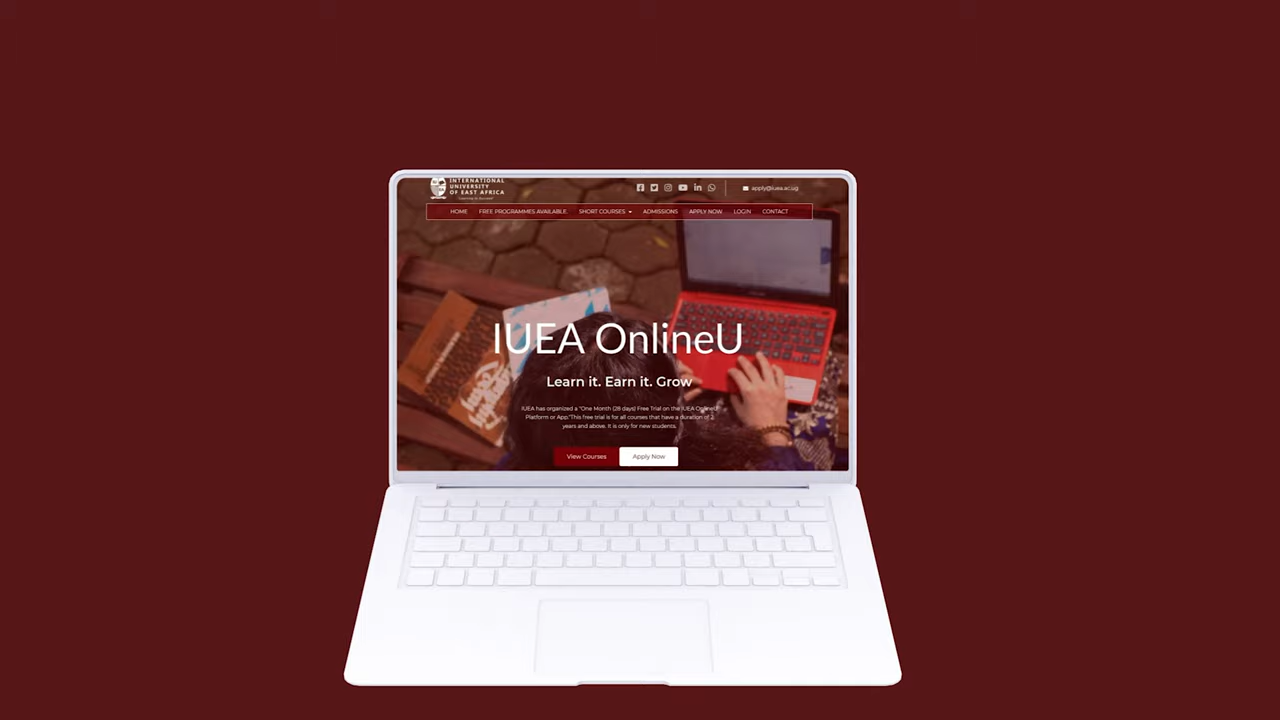 INTERNATIONAL
UNIVERSITY
OF EAST AFRICA
apply@iuea.ac.ug
HOME FREE PROGRAMMES AVAILABLE. SHORT COURSES ADMISSIONS APPLY NOW LOGIN CONTACT
IUEA OnlineU
Learn it. Earn it. Grow
IUEA has organized a "One Month (28 days) Free Trial on the IUEA OnlineU
Platform or App."This free trial is for all courses that have a duration of 2
years and above. It is only for new students.
View Courses Apply Now